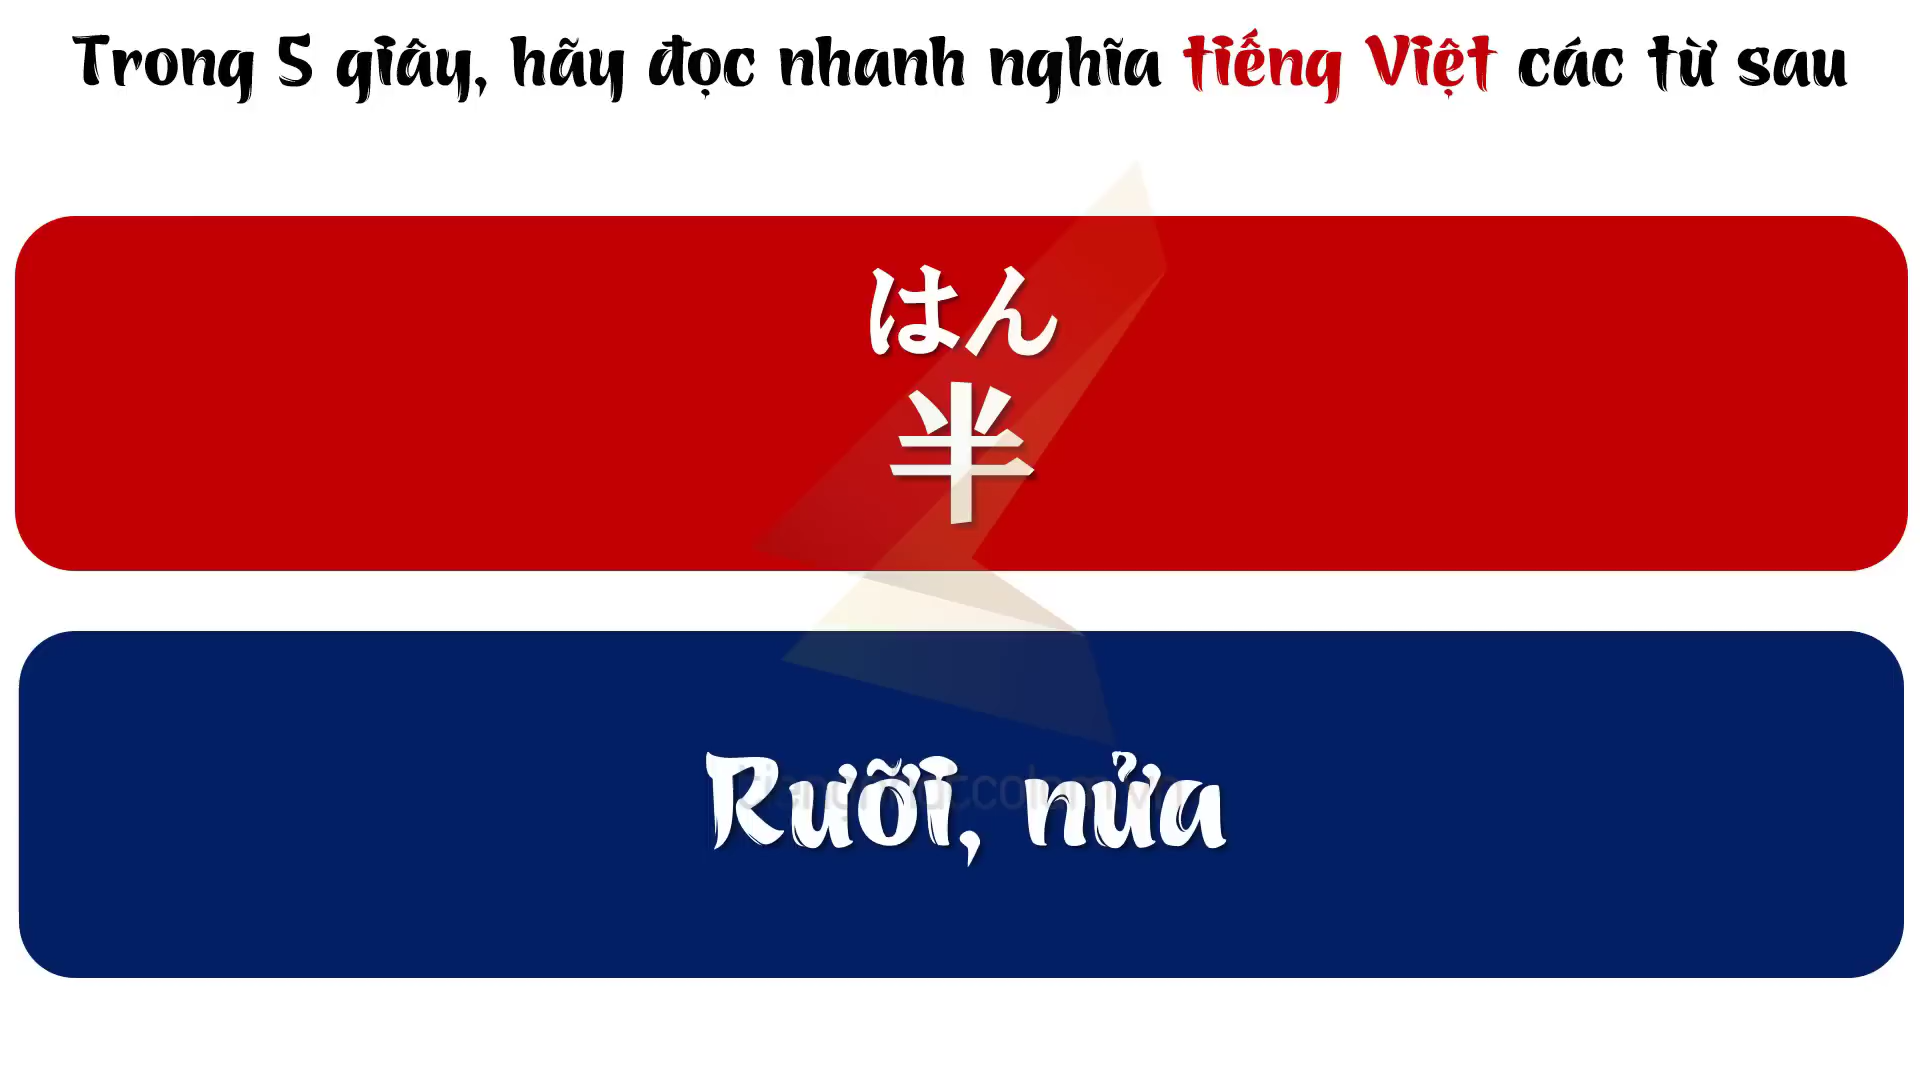 Trong 5 giây, hãy đọc nhanh nghĩa tiếng Việt các từ sau
はん
半
Rưỡi, nửa